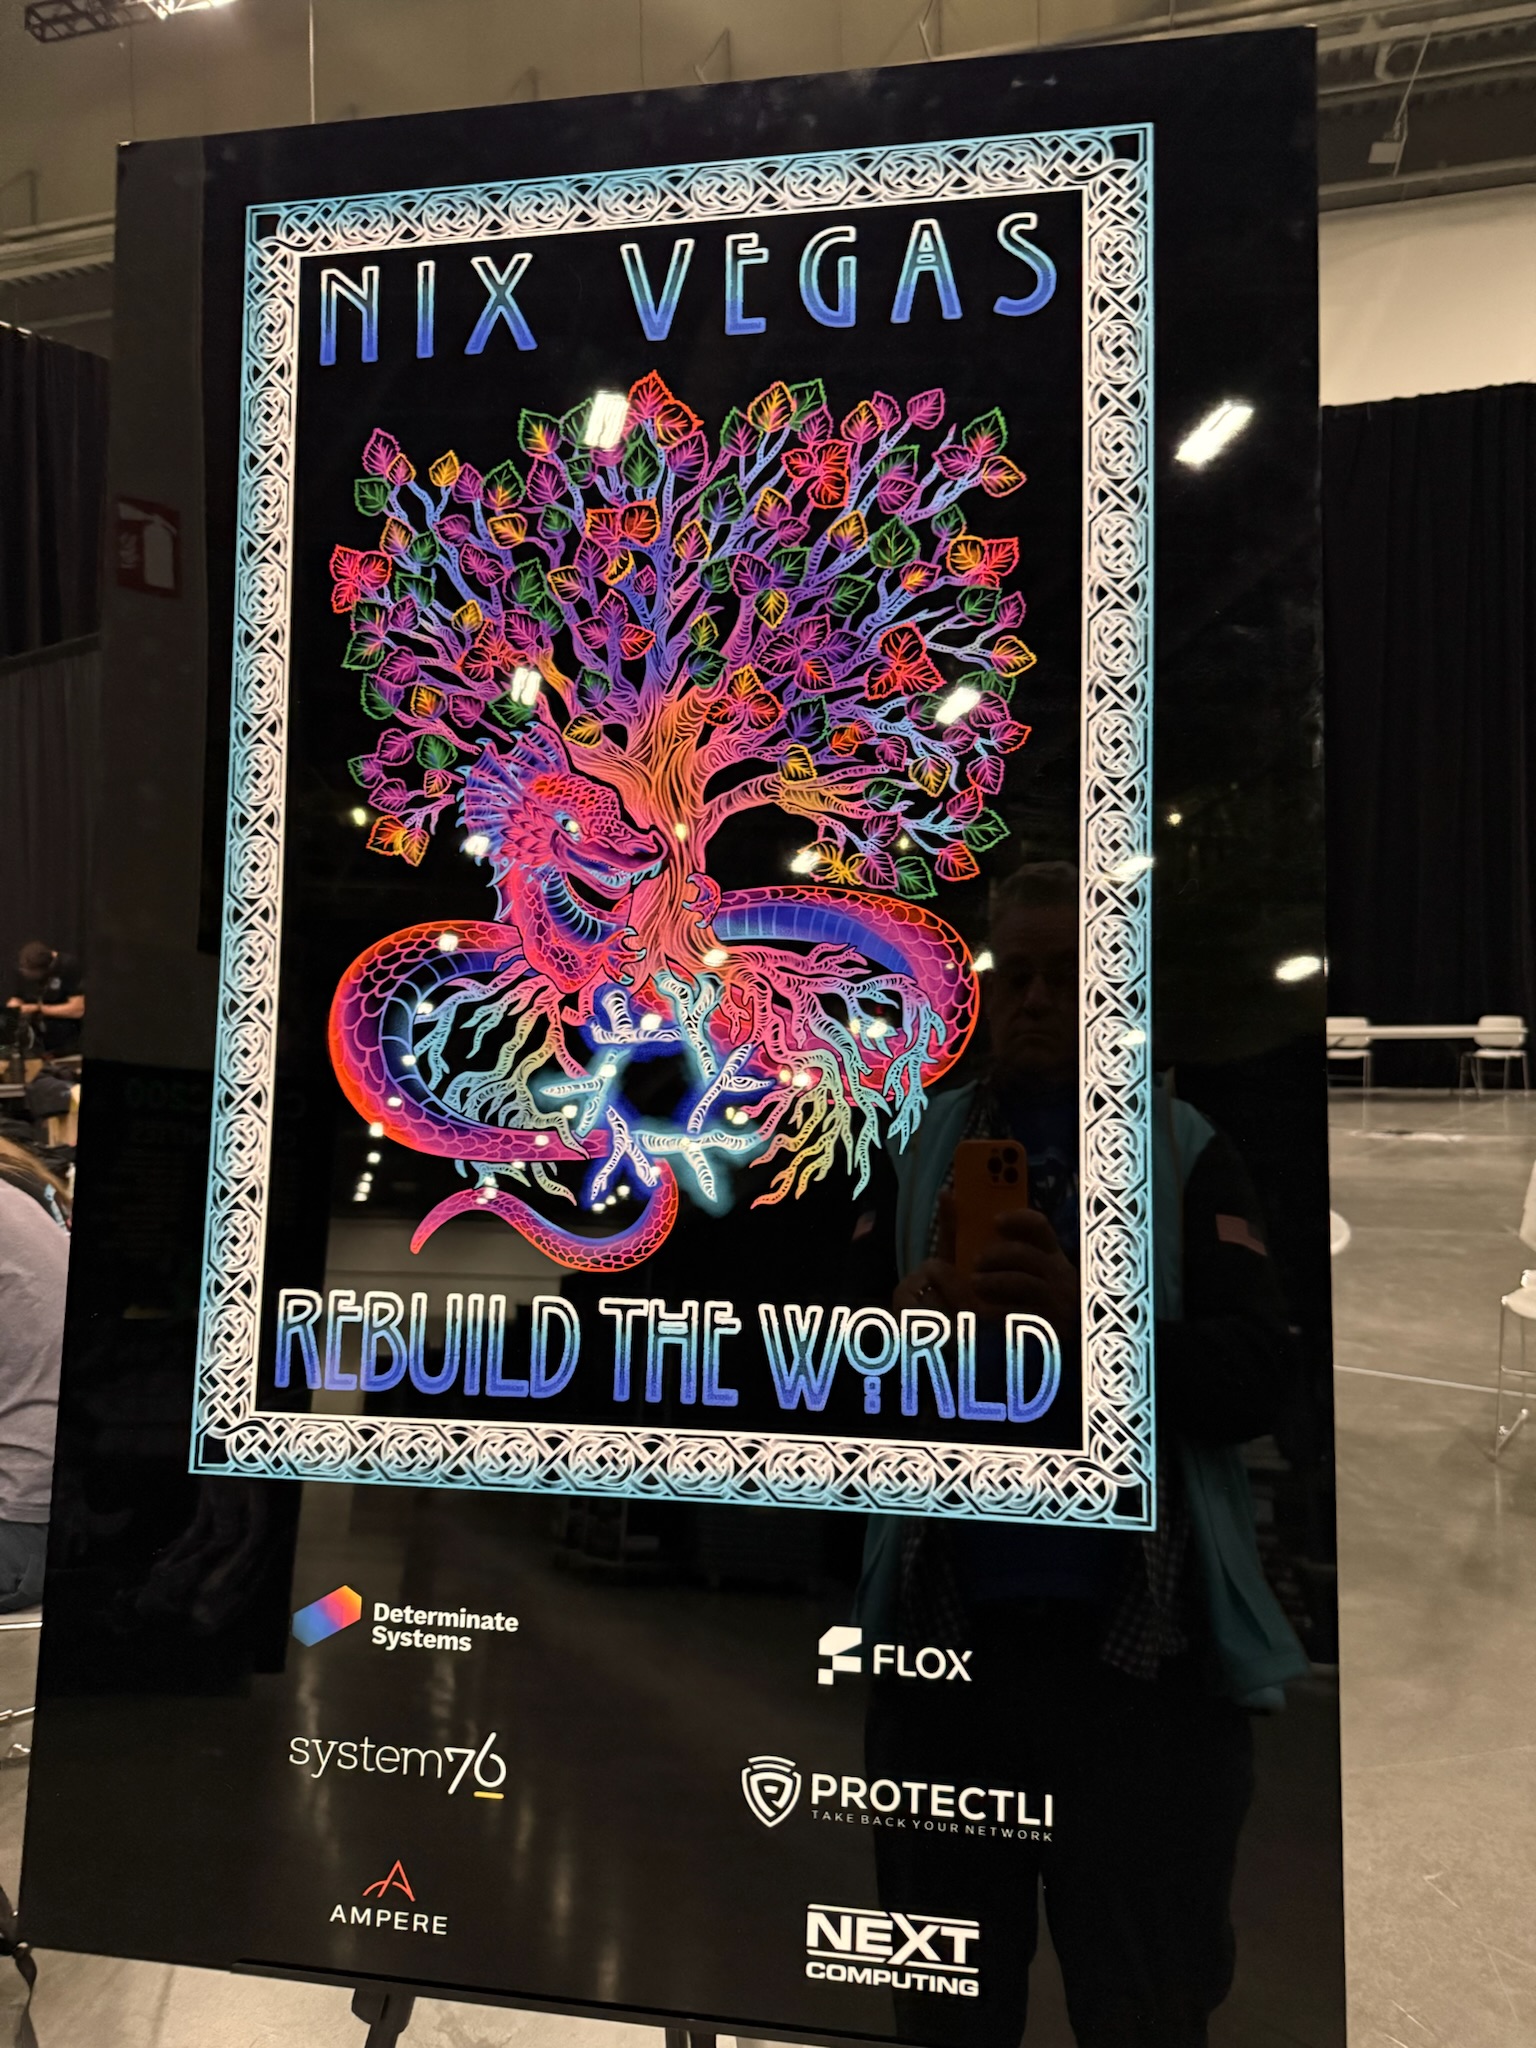 NIX VEGAS
REBUILD THE WORLD
Determinate
Systems
FLOX
system76
PROTECTLI
TAKE BACK YOUR NETWORK
AMPERE
NEXT
COMPUTING